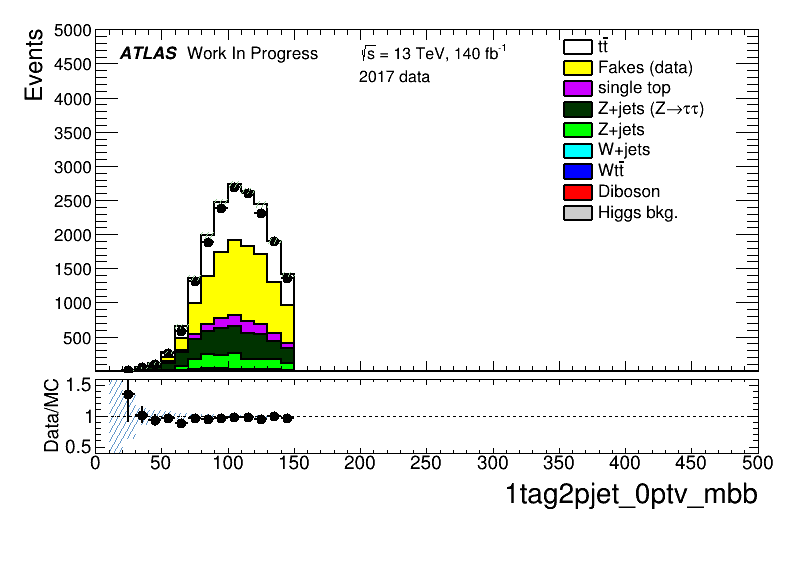 ATLAS Work In Progress
√s = 13 TeV, 140 fb⁻¹
2017 data
tt̄
Fakes (data)
single top
Z+jets (Z→ττ)
Z+jets
W+jets
Wtt̄
Diboson
Higgs bkg.
Events
5000
4500
4000
3500
3000
2500
2000
1500
1000
500
Data/MC
1.5
1
0.5
0 50 100 150 200 250 300 350 400 450 500
1tag2pjet_0ptv_mbb